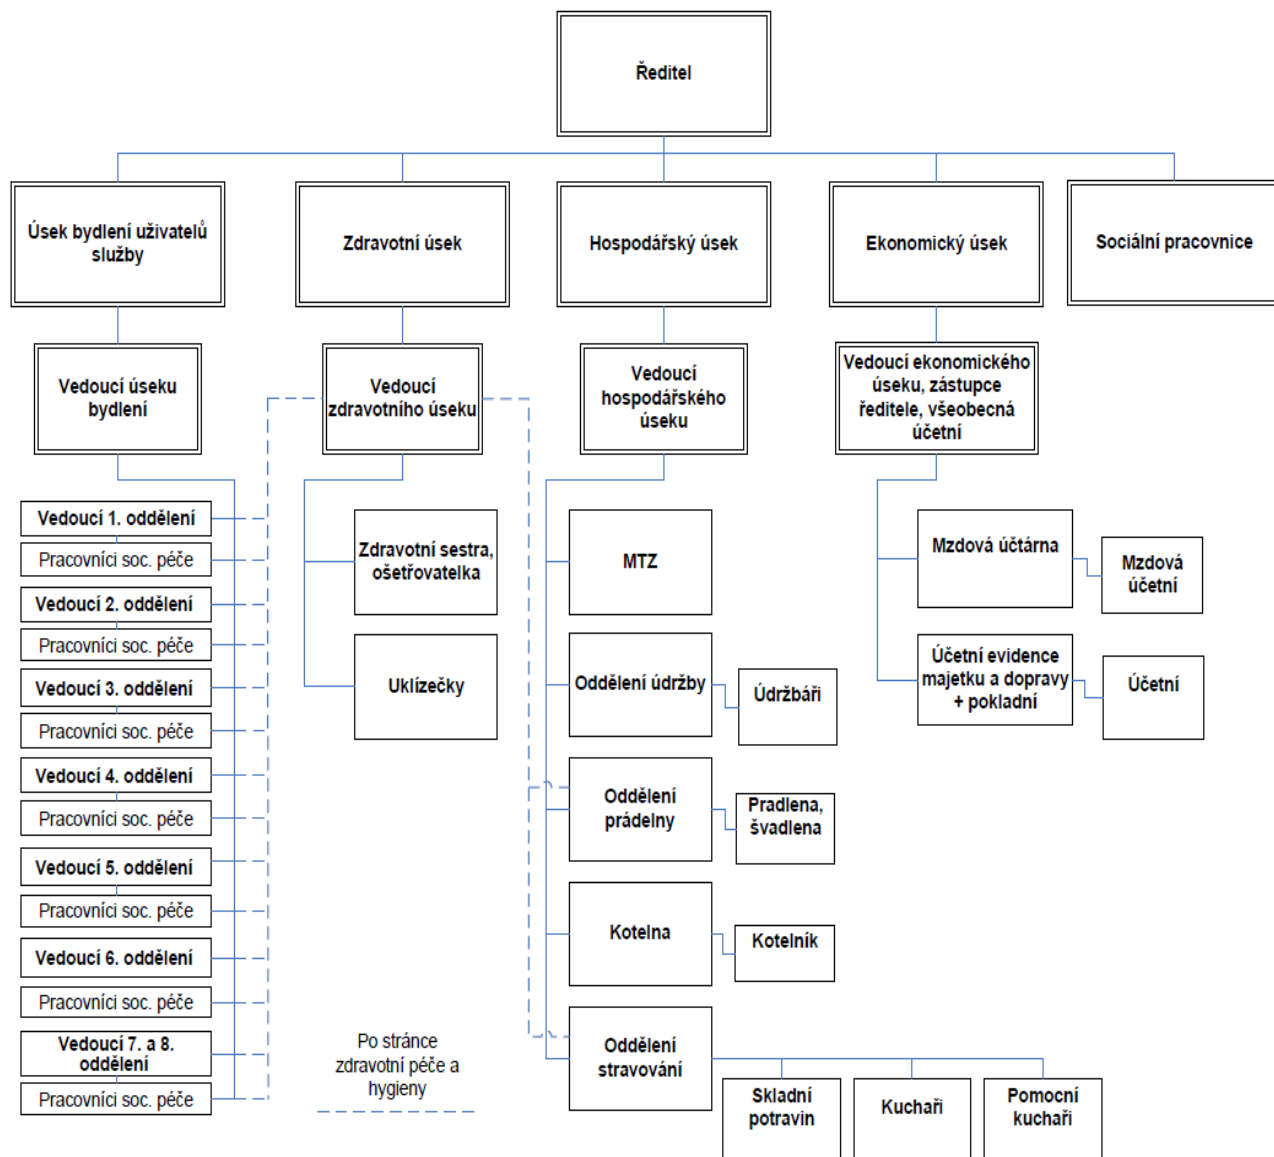 Ředitel
Úsek bydlení uživatelů
služby
Zdravotní úsek
Hospodářský úsek
Ekonomický úsek
Sociální pracovnice
Vedoucí úseku
bydlení
Vedoucí
zdravotního úseku
Vedoucí
hospodářského
úseku
Vedoucí ekonomického
úseku, zástupce
ředitele, všeobecná
účetní
Vedoucí 1. oddělení
Pracovníci soc. péče
Vedoucí 2. oddělení
Pracovníci soc. péče
Vedoucí 3. oddělení
Pracovníci soc. péče
Vedoucí 4. oddělení
Pracovníci soc. péče
Vedoucí 5. oddělení
Pracovníci soc. péče
Vedoucí 6. oddělení
Pracovníci soc. péče
Vedoucí 7. a 8.
oddělení
Pracovníci soc. péče
Zdravotní sestra,
ošetřovatelka
Uklízečky
Po stránce
zdravotní péče a
hygieny
MTZ
Oddělení údržby
Údržbáři
Oddělení
prádelny
Pradlena,
švadlena
Kotelna
Kotelník
Oddělení
stravování
Skladní
potravin
Kuchaři
Pomocní
kuchaři
Mzdová účtárna
Mzdová
účetní
Účetní evidence
majetku a dopravy
+ pokladní
Účetní